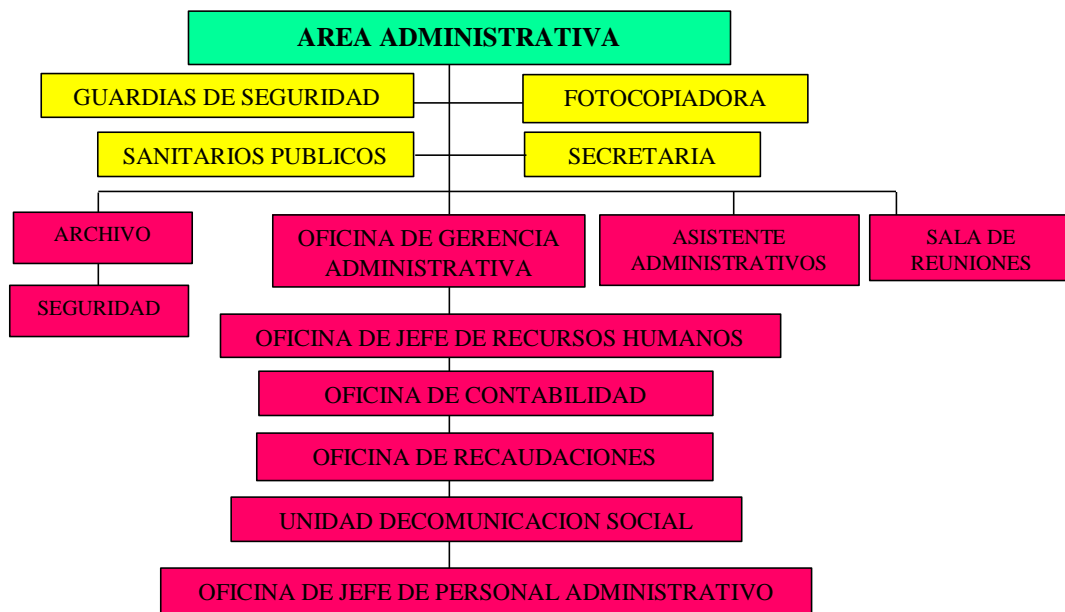 AREA ADMINISTRATIVA
GUARDIAS DE SEGURIDAD
FOTOCOPIADORA
SANITARIOS PUBLICOS
SECRETARIA
ARCHIVO
SEGURIDAD
OFICINA DE GERENCIA
ADMINISTRATIVA
ASISTENTE
ADMINISTRATIVOS
SALA DE
REUNIONES
OFICINA DE JEFE DE RECURSOS HUMANOS
OFICINA DE CONTABILIDAD
OFICINA DE RECAUDACIONES
UNIDAD DECOMUNICACION SOCIAL
OFICINA DE JEFE DE PERSONAL ADMINISTRATIVO